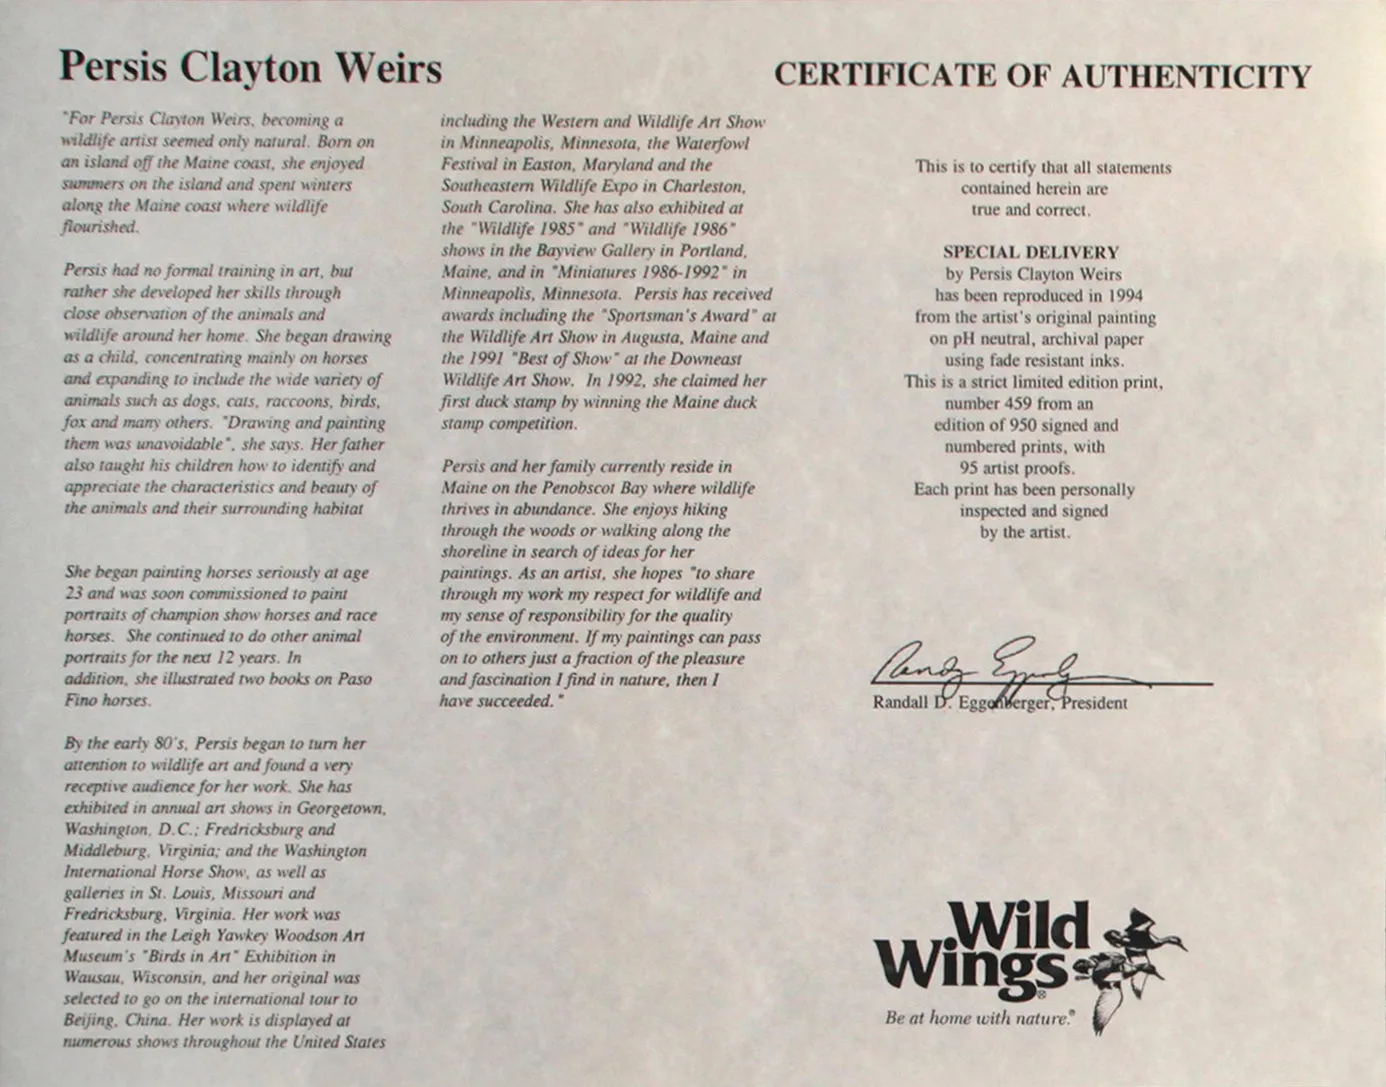 Persis Clayton Weirs
"For Persis Clayton Weirs, becoming a
wildlife artist seemed only natural. Born on
an island off the Maine coast, she enjoyed
summers on the island and spent winters
along the Maine coast where wildlife
flourished.
Persis had no formal training in art, but
rather she developed her skills through
close observation of the animals and
wildlife around her home. She began drawing
as a child, concentrating mainly on horses
and expanding to include the wide variety of
animals such as dogs, cats, raccoons, birds,
fox and many others. "Drawing and painting
them was unavoidable", she says. Her father
also taught his children how to identify and
appreciate the characteristics and beauty of
the animals and their surrounding habitat
She began painting horses seriously at age
23 and was soon commissioned to paint
portraits of champion show horses and race
horses. She continued to do other animal
portraits for the next 12 years. In
addition, she illustrated two books on Paso
Fino horses.
By the early 80's, Persis began to turn her
attention to wildlife art and found a very
receptive audience for her work. She has
exhibited in annual art shows in Georgetown,
Washington, D.C.; Fredricksburg and
Middleburg, Virginia; and the Washington
International Horse Show, as well as
galleries in St. Louis, Missouri and
Fredricksburg, Virginia. Her work was
featured in the Leigh Yawkey Woodson Art
Museum's "Birds in Art" Exhibition in
Wausau, Wisconsin, and her original was
selected to go on the international tour to
Beijing, China. Her work is displayed at
numerous shows throughout the United States
including the Western and Wildlife Art Show
in Minneapolis, Minnesota, the Waterfowl
Festival in Easton, Maryland and the
Southeastern Wildlife Expo in Charleston,
South Carolina. She has also exhibited at
the "Wildlife 1985" and "Wildlife 1986"
shows in the Bayview Gallery in Portland,
Maine, and in "Miniatures 1986-1992" in
Minneapolis, Minnesota. Persis has received
awards including the "Sportsman's Award" at
the Wildlife Art Show in Augusta, Maine and
the 1991 "Best of Show" at the Downeast
Wildlife Art Show. In 1992, she claimed her
first duck stamp by winning the Maine duck
stamp competition.
Persis and her family currently reside in
Maine on the Penobscot Bay where wildlife
thrives in abundance. She enjoys hiking
through the woods or walking along the
shoreline in search of ideas for her
paintings. As an artist, she hopes "to share
through my work my respect for wildlife and
my sense of responsibility for the quality
of the environment. If my paintings can pass
on to others just a fraction of the pleasure
and fascination I find in nature, then I
have succeeded."
CERTIFICATE OF AUTHENTICITY
This is to certify that all statements
contained herein are
true and correct.
SPECIAL DELIVERY
by Persis Clayton Weirs
has been reproduced in 1994
from the artist's original painting
on pH neutral, archival paper
using fade resistant inks.
This is a strict limited edition print,
number 459 from an
edition of 950 signed and
numbered prints, with
95 artist proofs.
Each print has been personally
inspected and signed
by the artist.
Randall D. Eggenberger, President
Wild
Wings®
Be at home with nature.®